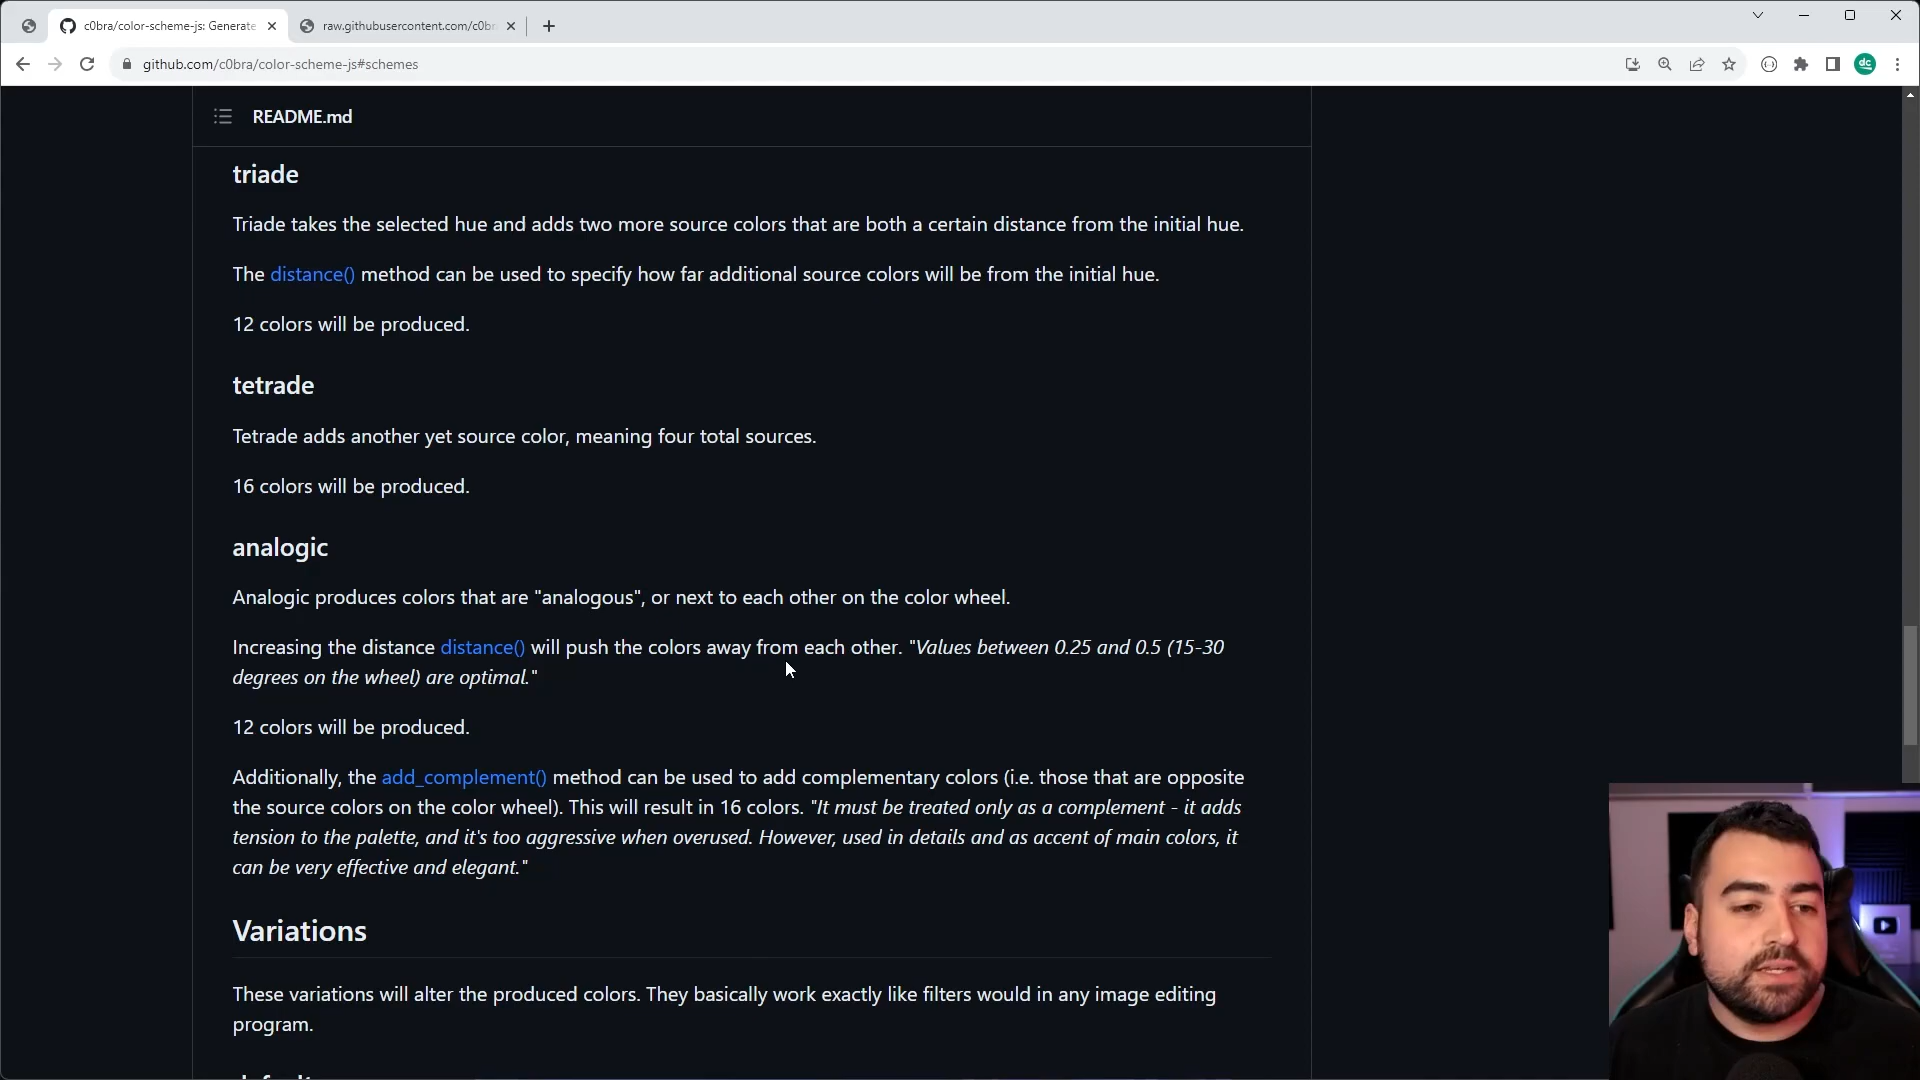 c0bra/color-scheme-js: Generate
raw.githubusercontent.com/c0br
github.com/c0bra/color-scheme-js#schemes
dc
README.md
triade
Triade takes the selected hue and adds two more source colors that are both a certain distance from the initial hue.
The distance() method can be used to specify how far additional source colors will be from the initial hue.
12 colors will be produced.
tetrade
Tetrade adds another yet source color, meaning four total sources.
16 colors will be produced.
analogic
Analogic produces colors that are "analogous", or next to each other on the color wheel.
Increasing the distance distance() will push the colors away from each other. "Values between 0.25 and 0.5 (15-30
degrees on the wheel) are optimal."
12 colors will be produced.
Additionally, the add_complement() method can be used to add complementary colors (i.e. those that are opposite
the source colors on the color wheel). This will result in 16 colors. "It must be treated only as a complement - it adds
tension to the palette, and it's too aggressive when overused. However, used in details and as accent of main colors, it
can be very effective and elegant."
Variations
These variations will alter the produced colors. They basically work exactly like filters would in any image editing
program.